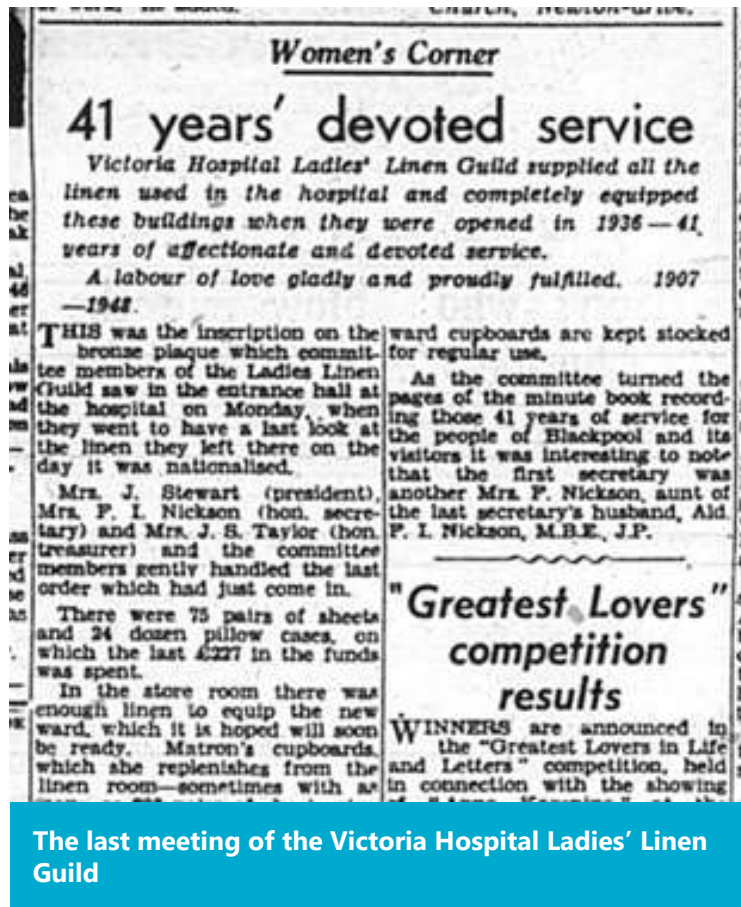 Church, Newton-drive.
Women's Corner
41 years' devoted service
Victoria Hospital Ladies' Linen Guild supplied all the
linen used in the hospital and completely equipped
these buildings when they were opened in 1936—41
years of affectionate and devoted service.
A labour of love gladly and proudly fulfilled. 1907
—1948.
THIS was the inscription on the
bronze plaque which commit-
tee members of the Ladies Linen
Guild saw in the entrance hall at
the hospital on Monday, when
they went to have a last look at
the linen they left there on the
day it was nationalised.
Mrs. J. Stewart (president),
Mrs. F. I. Nickson (hon. secre-
tary) and Mrs. J. S. Taylor (hon.
treasurer) and the committee
members gently handled the last
order which had just come in.
There were 75 pairs of sheets
and 24 dozen pillow cases, on
which the last £227 in the funds
was spent.
In the store room there was
enough linen to equip the new
ward, which it is hoped will soon
be ready. Matron's cupboards,
which she replenishes from the
linen room—sometimes with as
ward cupboards are kept stocked
for regular use.
As the committee turned the
pages of the minute book record-
ing those 41 years of service for
the people of Blackpool and its
visitors it was interesting to note
that the first secretary was
another Mrs. F. Nickson, aunt of
the last secretary's husband, Ald.
F. I. Nickson, M.B.E., J.P.
"Greatest Lovers"
competition
results
WINNERS are announced in
the "Greatest Lovers in Life
and Letters" competition, held
in connection with the showing
The last meeting of the Victoria Hospital Ladies' Linen
Guild